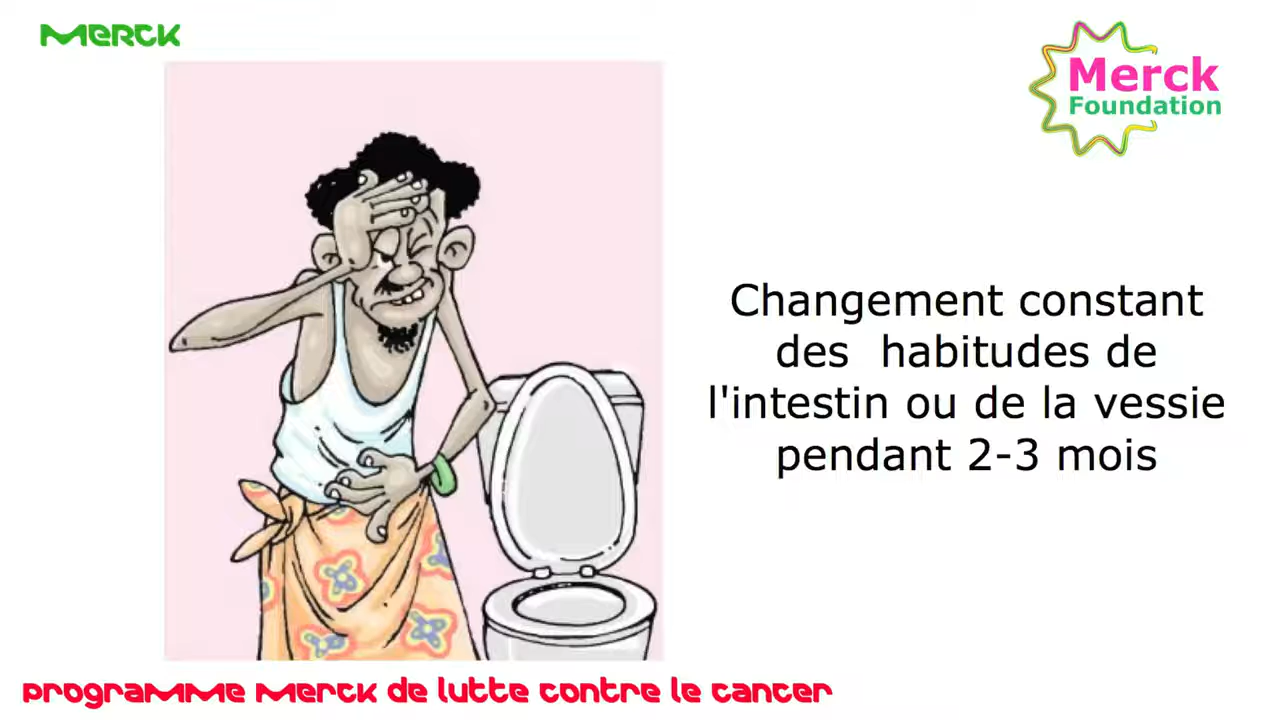 MERCK
Merck
Foundation
Changement constant
des  habitudes de
l'intestin ou de la vessie
pendant 2-3 mois
Programme Merck de lutte contre le cancer